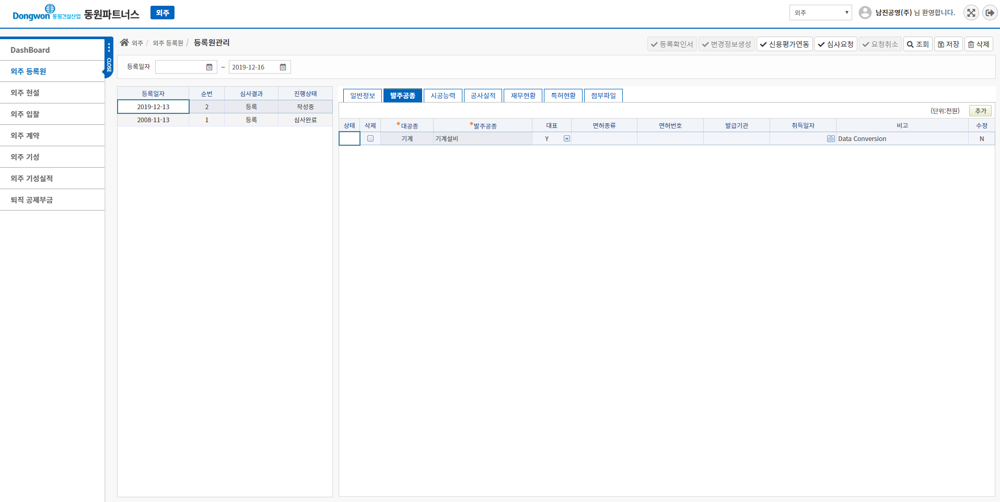 Dongwon 동원건설산업 동원파트너스 외주
외주 남진공영(주) 님 환영합니다.
CLOSE
DashBoard
외주 등록원
외주 현설
외주 입찰
외주 계약
외주 기성
외주 기성실적
퇴직 공제부금
외주 / 외주 등록원 / 등록원관리
등록확인서 변경정보생성 신용평가연동 심사요청 요청취소 조회 저장 삭제
등록일자 ~ 2019-12-16
등록일자 순번 심사결과 진행상태
2019-12-13 2 등록 작성중
2008-11-13 1 등록 심사완료
일반정보 발주공종 시공능력 공사실적 재무현황 특허현황 첨부파일
(단위:천원) 추가
상태 삭제 *대공종 *발주공종 대표 면허종류 면허번호 발급기관 취득일자 비고 수정
기계 기계설비 Y Data Conversion N